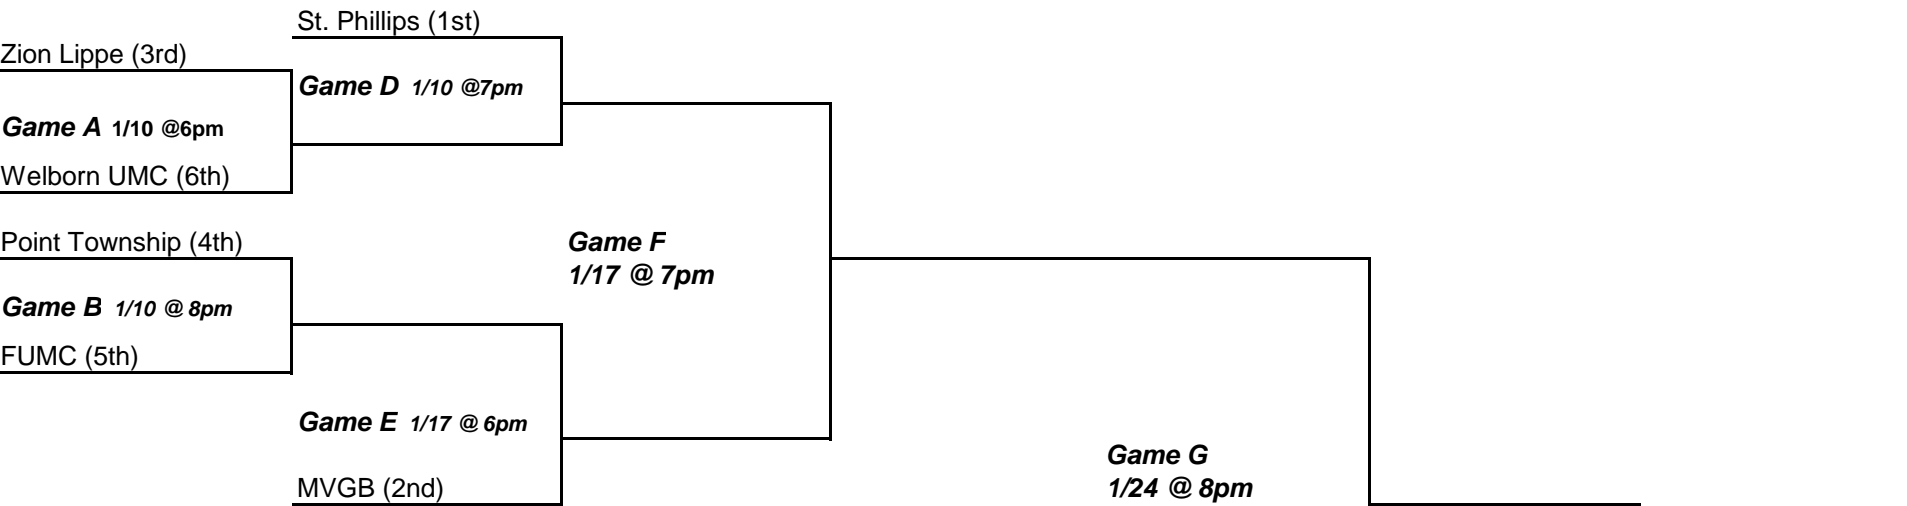 St. Phillips (1st)
Zion Lippe (3rd)
Game D 1/10 @7pm
Game A 1/10 @6pm
Welborn UMC (6th)
Point Township (4th)
Game F
1/17 @ 7pm
Game B 1/10 @ 8pm
FUMC (5th)
Game E 1/17 @ 6pm
Game G
MVGB (2nd)
1/24 @ 8pm